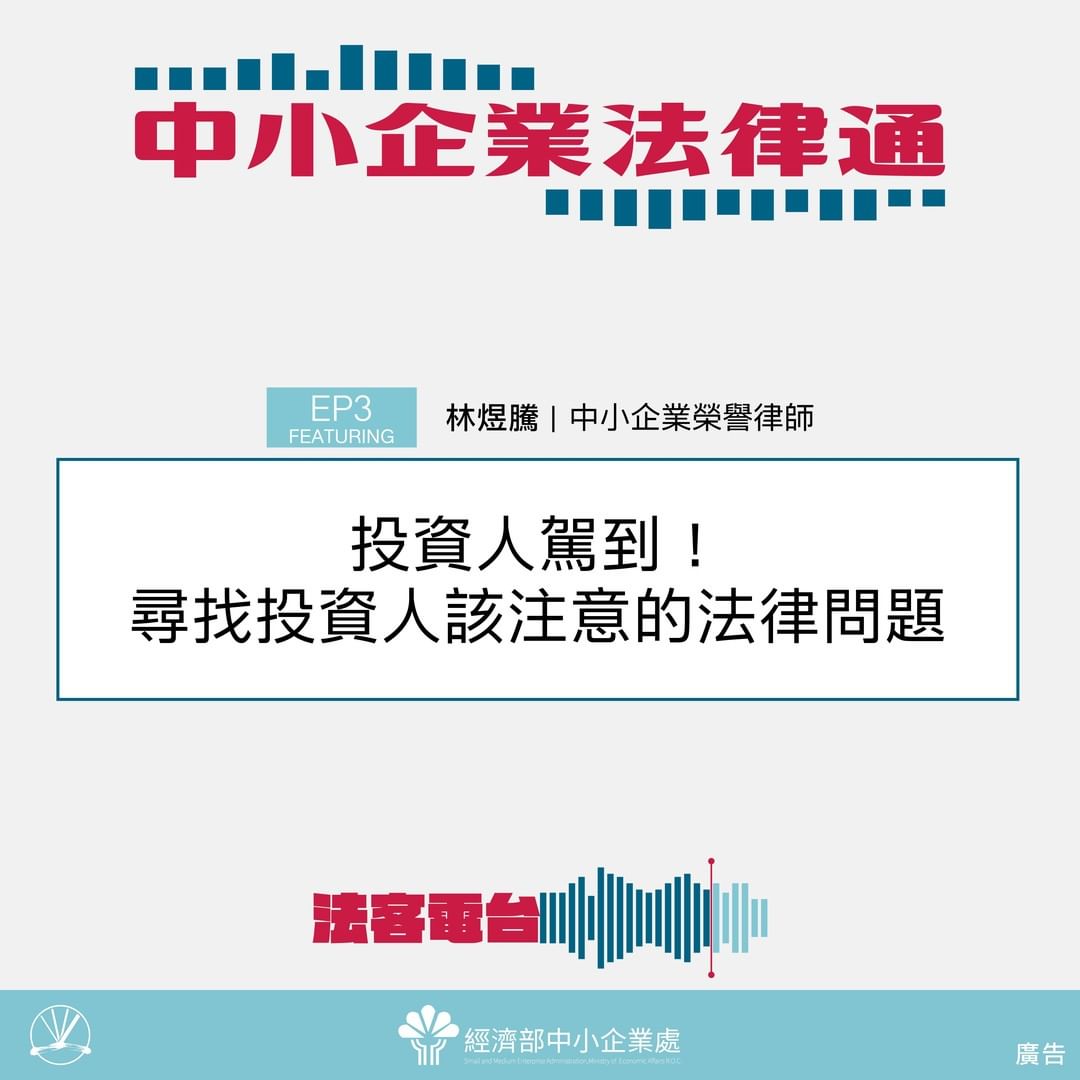 中小企業法律通
EP3
FEATURING
林煜騰 | 中小企業榮譽律師
投資人駕到！
尋找投資人該注意的法律問題
法客電台
經濟部中小企業處
Small and Medium Enterprise Administration, Ministry of Economic Affairs R.O.C.
廣告